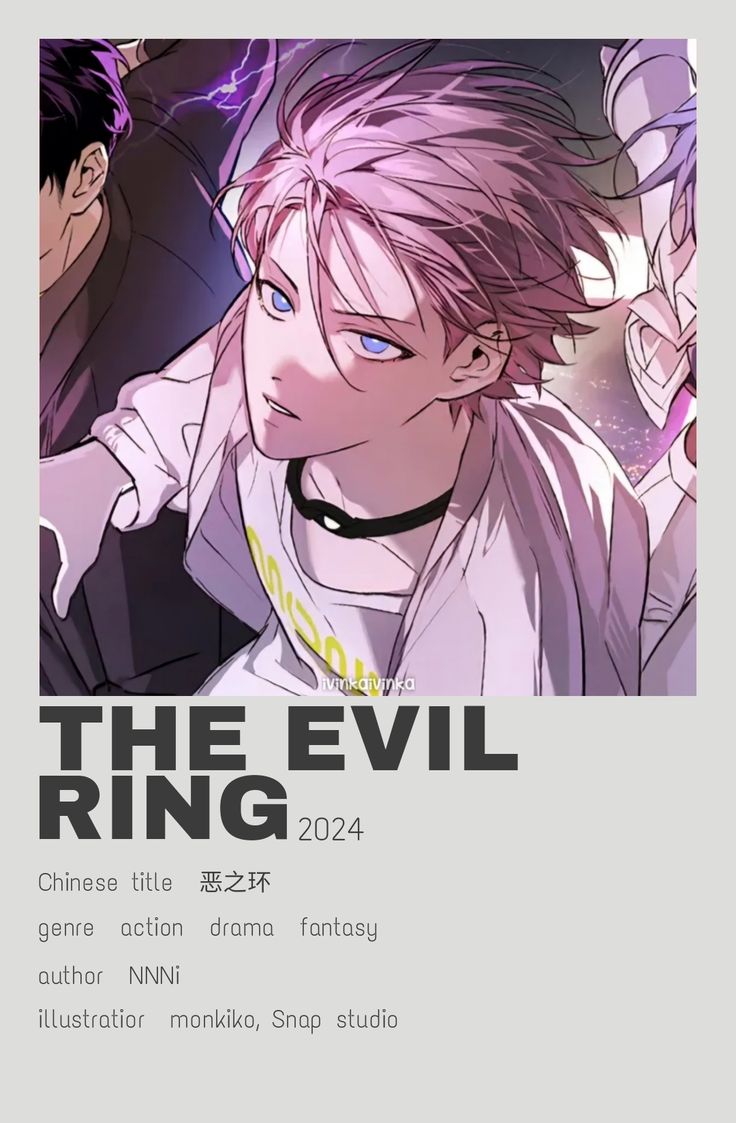 ivinkaivinka
THE EVIL
RING 2024
Chinese title 恶之环
genre action drama fantasy
author NNNi
illustratior monkiko, Snap studio